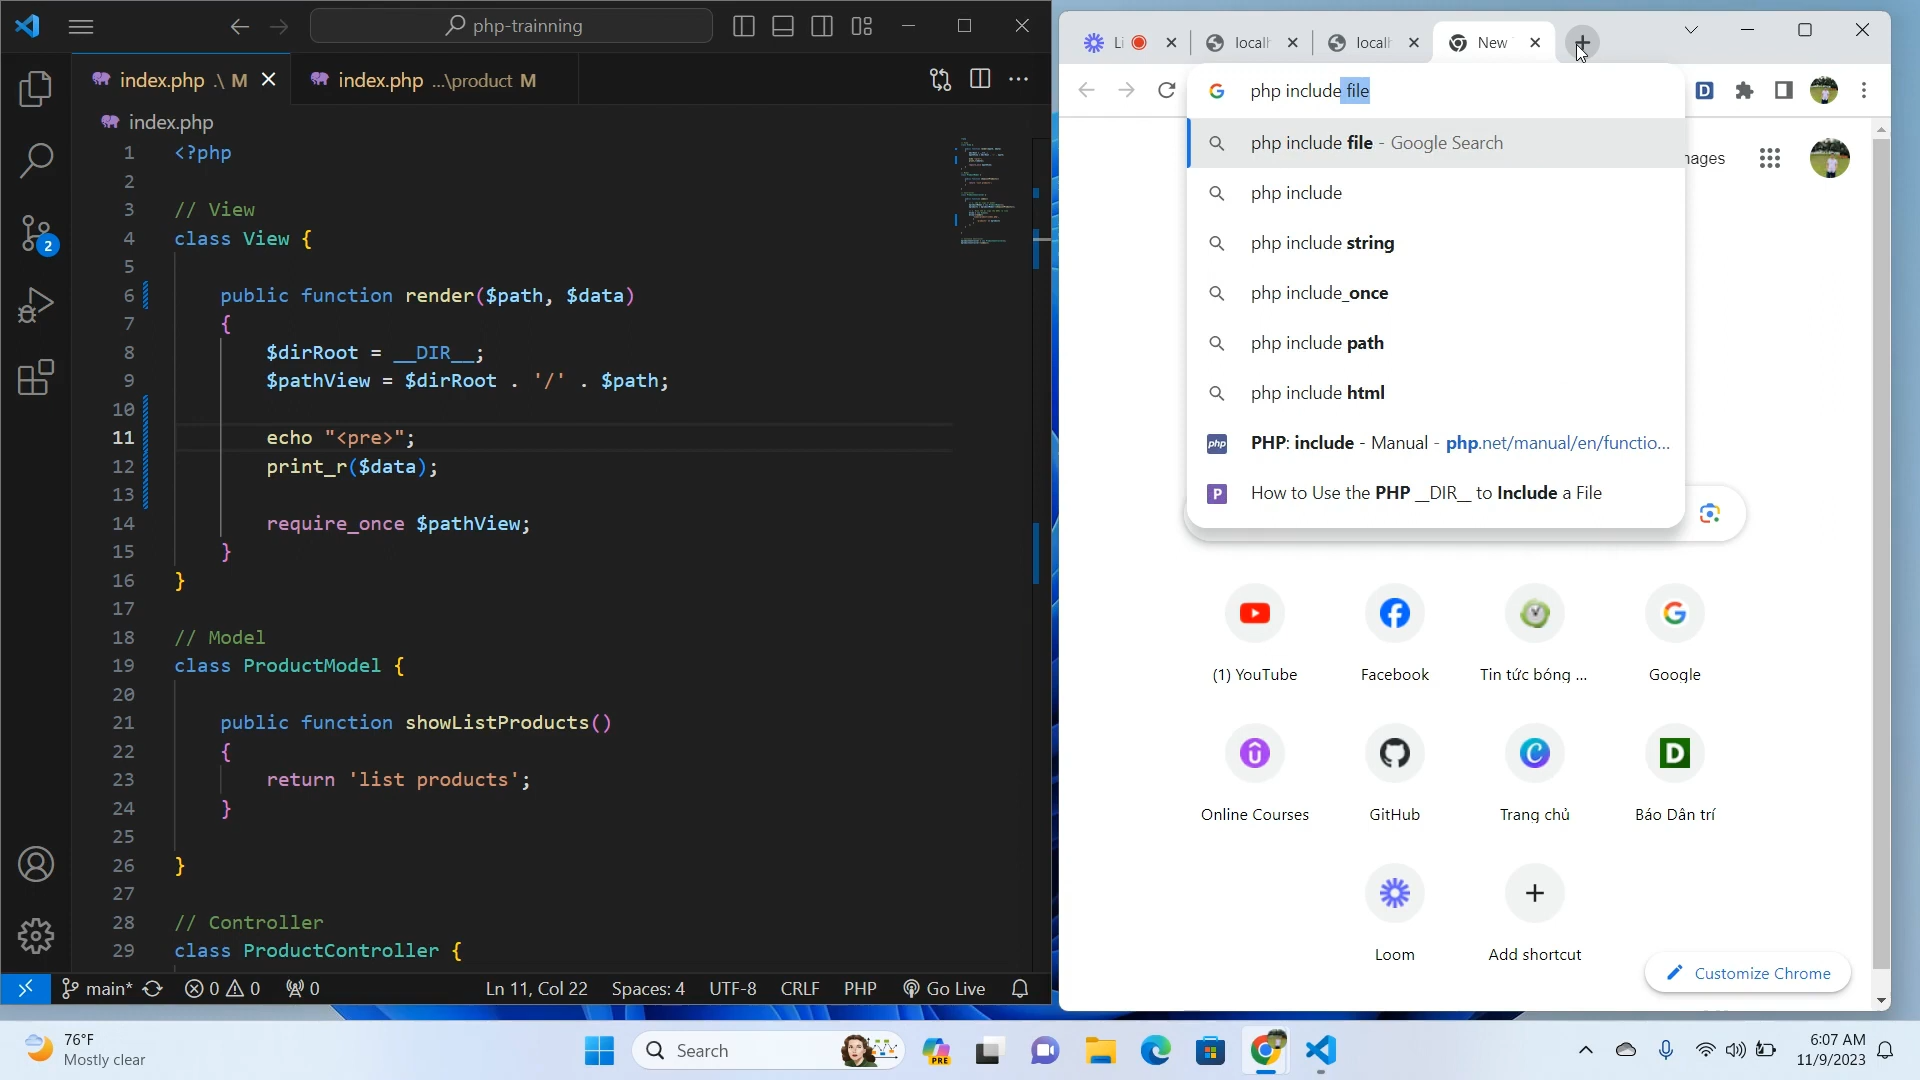 php-trainning
index.php .\ M
index.php ...\product M
index.php
1 <?php
2
3 // View
4 class View {
5
6 public function render($path, $data)
7 {
8 $dirRoot = __DIR__;
9 $pathView = $dirRoot . '/' . $path;
10
11 echo "<pre>";
12 print_r($data);
13
14 require_once $pathView;
15 }
16 }
17
18 // Model
19 class ProductModel {
20
21 public function showListProducts()
22 {
23 return 'list products';
24 }
25
26 }
27
28 // Controller
29 class ProductController {
2
main* 0 0 0 Ln 11, Col 22 Spaces: 4 UTF-8 CRLF PHP Go Live
Li localh localh New
php include file
php include file - Google Search
php include
php include string
php include_once
php include path
php include html
php PHP: include - Manual - php.net/manual/en/functio...
P How to Use the PHP __DIR__ to Include a File
(1) YouTube Facebook Tin tức bóng ... Google
Online Courses GitHub Trang chủ Báo Dân trí
Loom Add shortcut
Customize Chrome
76°F
Mostly clear
Search
PRE
6:07 AM
11/9/2023